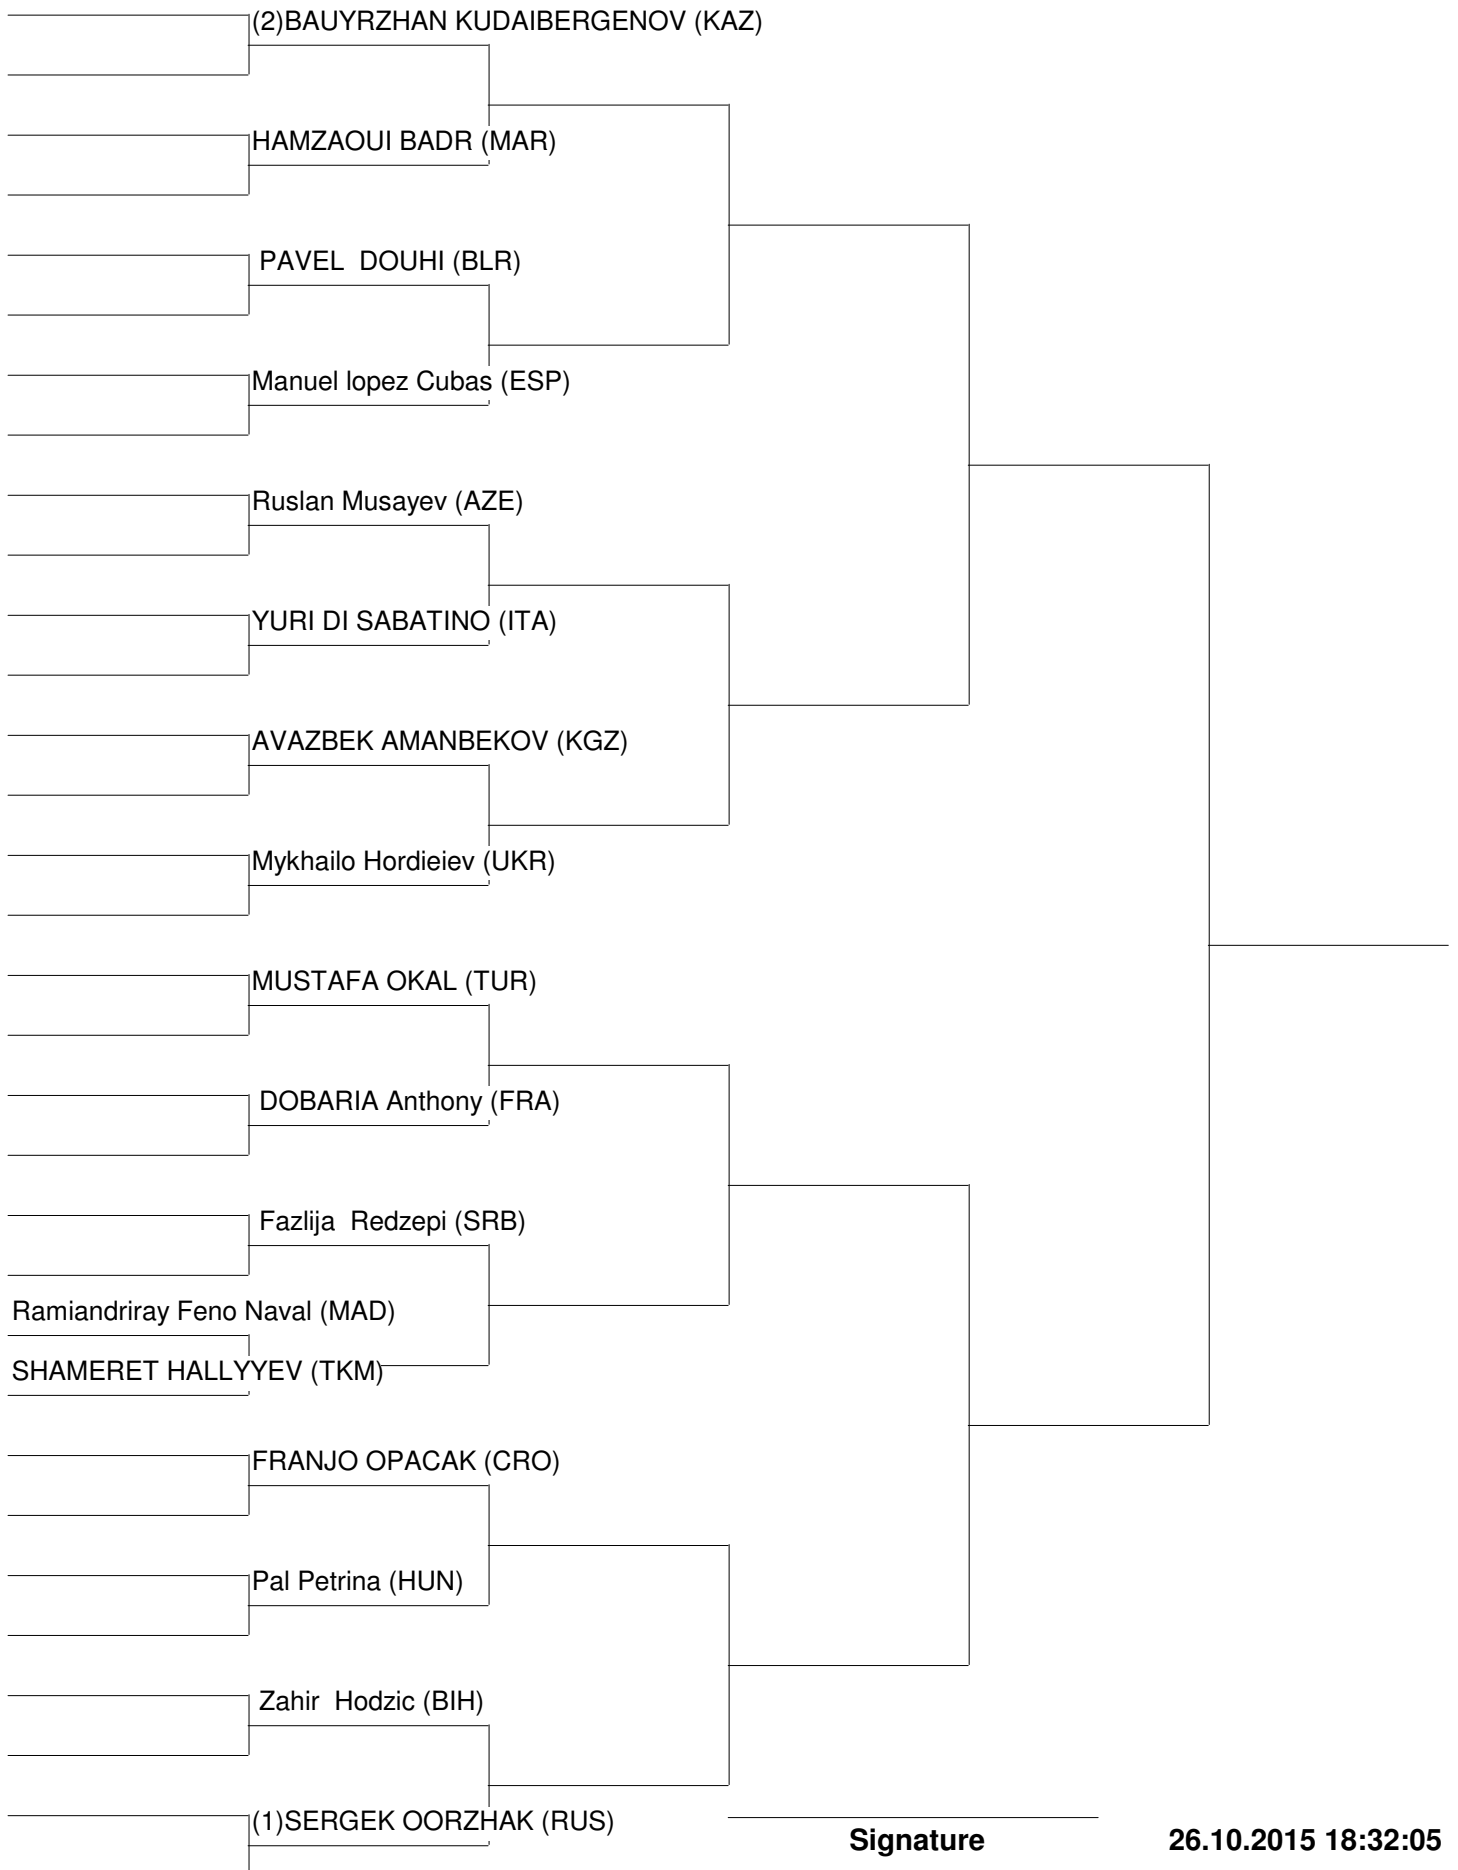 (2)BAUYRZHAN KUDAIBERGENOV (KAZ)
HAMZAOUI BADR (MAR)
PAVEL  DOUHI (BLR)
Manuel lopez Cubas (ESP)
Ruslan Musayev (AZE)
YURI DI SABATINO (ITA)
AVAZBEK AMANBEKOV (KGZ)
Mykhailo Hordieiev (UKR)
MUSTAFA OKAL (TUR)
DOBARIA Anthony (FRA)
Fazlija  Redzepi (SRB)
Ramiandriray Feno Naval (MAD)
SHAMERET HALLYYEV (TKM)
FRANJO OPACAK (CRO)
Pal Petrina (HUN)
Zahir  Hodzic (BIH)
(1)SERGEK OORZHAK (RUS)
Signature
26.10.2015 18:32:05